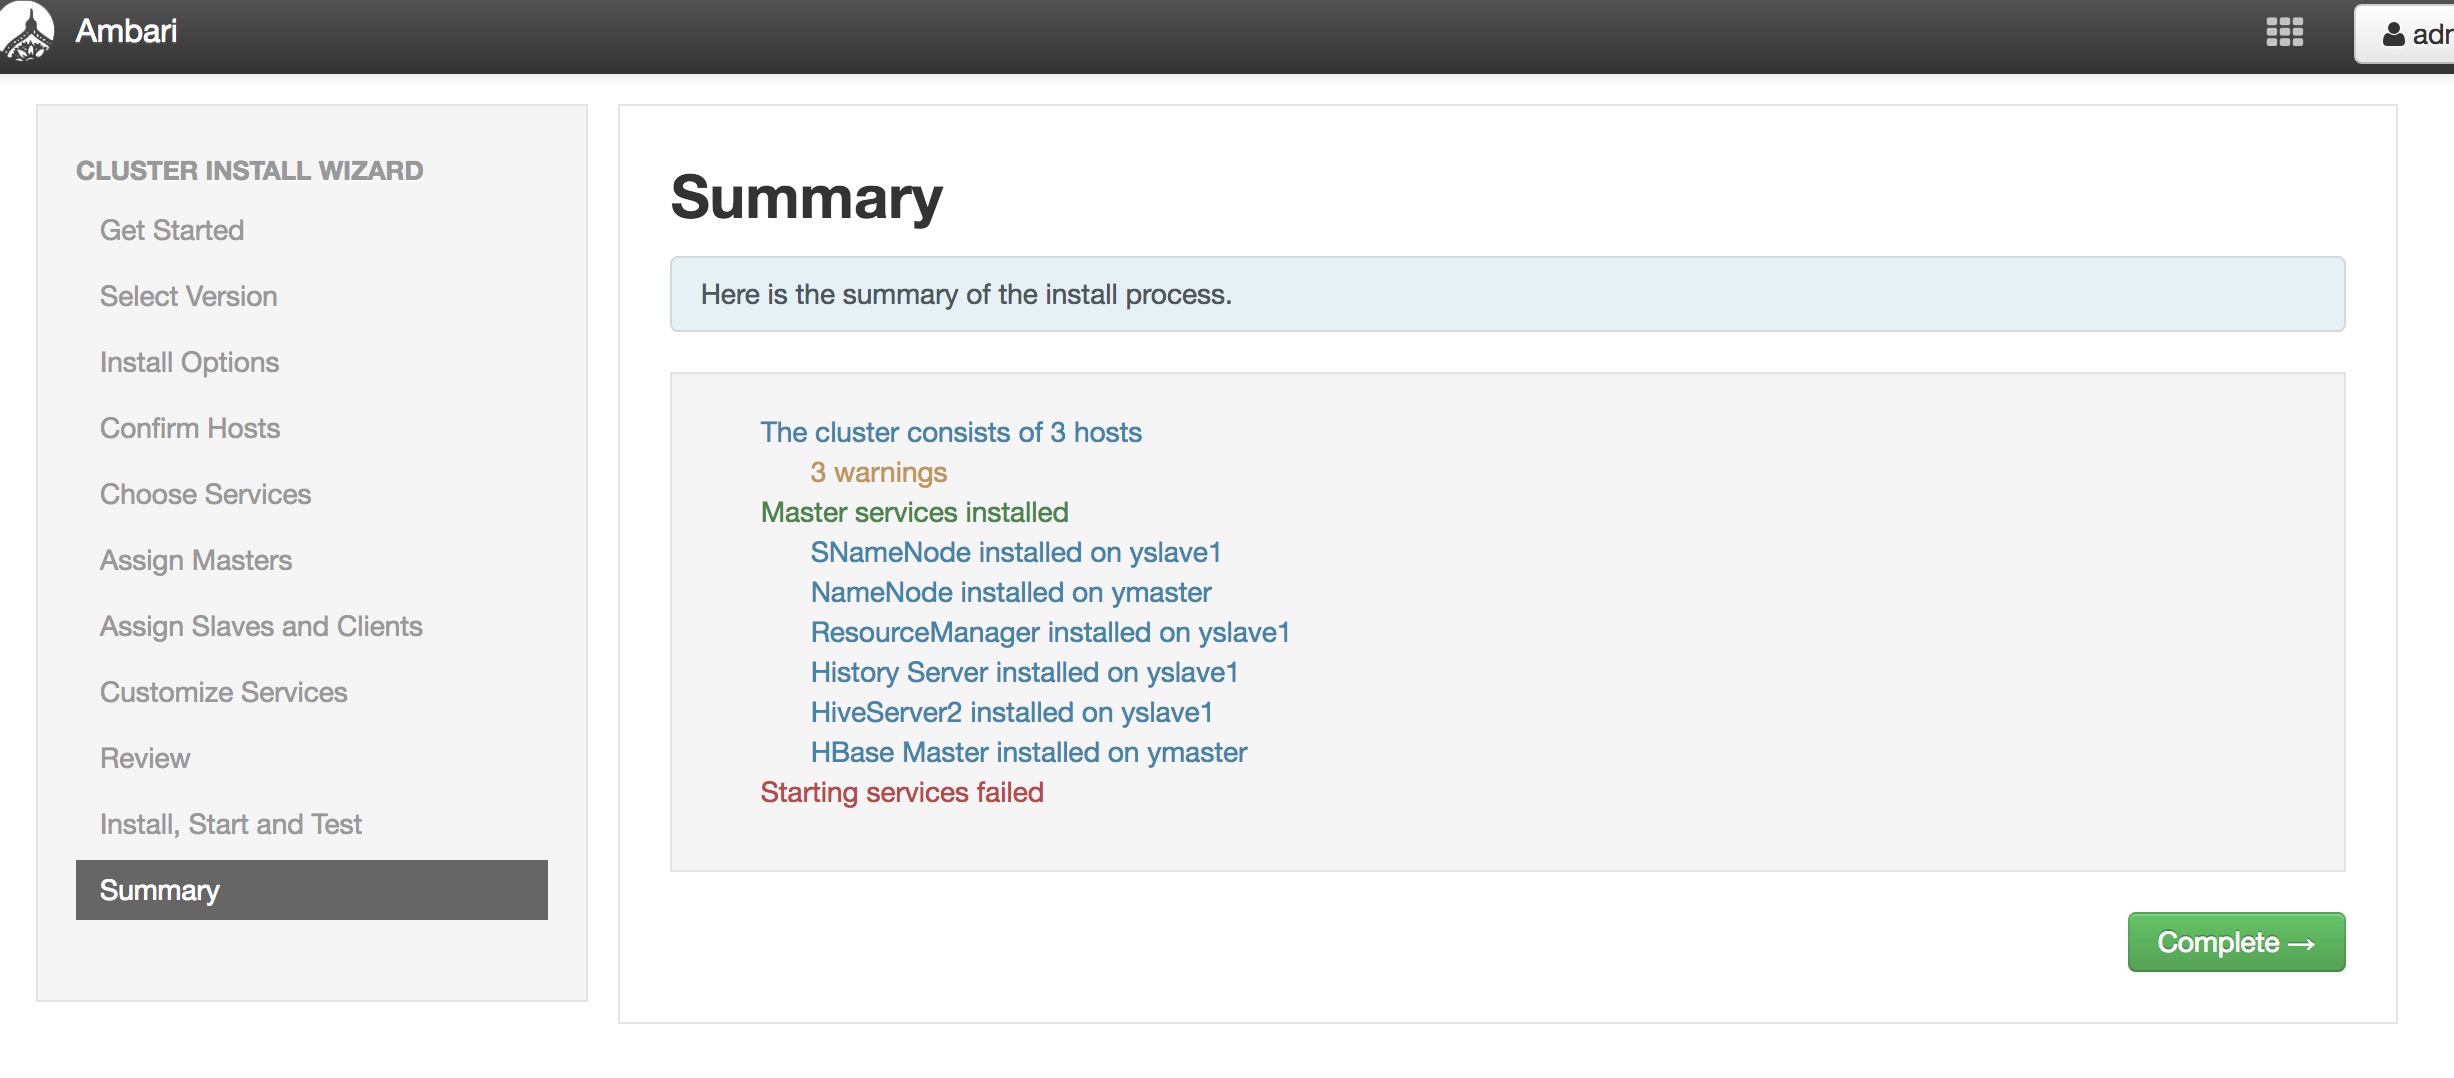 Ambari
CLUSTER INSTALL WIZARD
Get Started
Select Version
Install Options
Confirm Hosts
Choose Services
Assign Masters
Assign Slaves and Clients
Customize Services
Review
Install, Start and Test
Summary
Summary
Here is the summary of the install process.
The cluster consists of 3 hosts
3 warnings
Master services installed
SNameNode installed on yslave1
NameNode installed on ymaster
ResourceManager installed on yslave1
History Server installed on yslave1
HiveServer2 installed on yslave1
HBase Master installed on ymaster
Starting services failed
Complete →